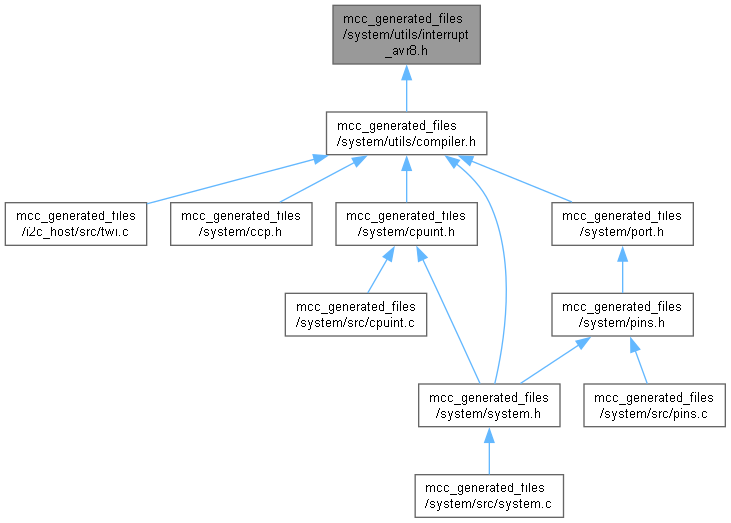 mcc_generated_files
/system/utils/interrupt
_avr8.h
mcc_generated_files
/system/utils/compiler.h
mcc_generated_files
/i2c_host/src/twi.c
mcc_generated_files
/system/ccp.h
mcc_generated_files
/system/cpuint.h
mcc_generated_files
/system/port.h
mcc_generated_files
/system/src/cpuint.c
mcc_generated_files
/system/pins.h
mcc_generated_files
/system/system.h
mcc_generated_files
/system/src/pins.c
mcc_generated_files
/system/src/system.c